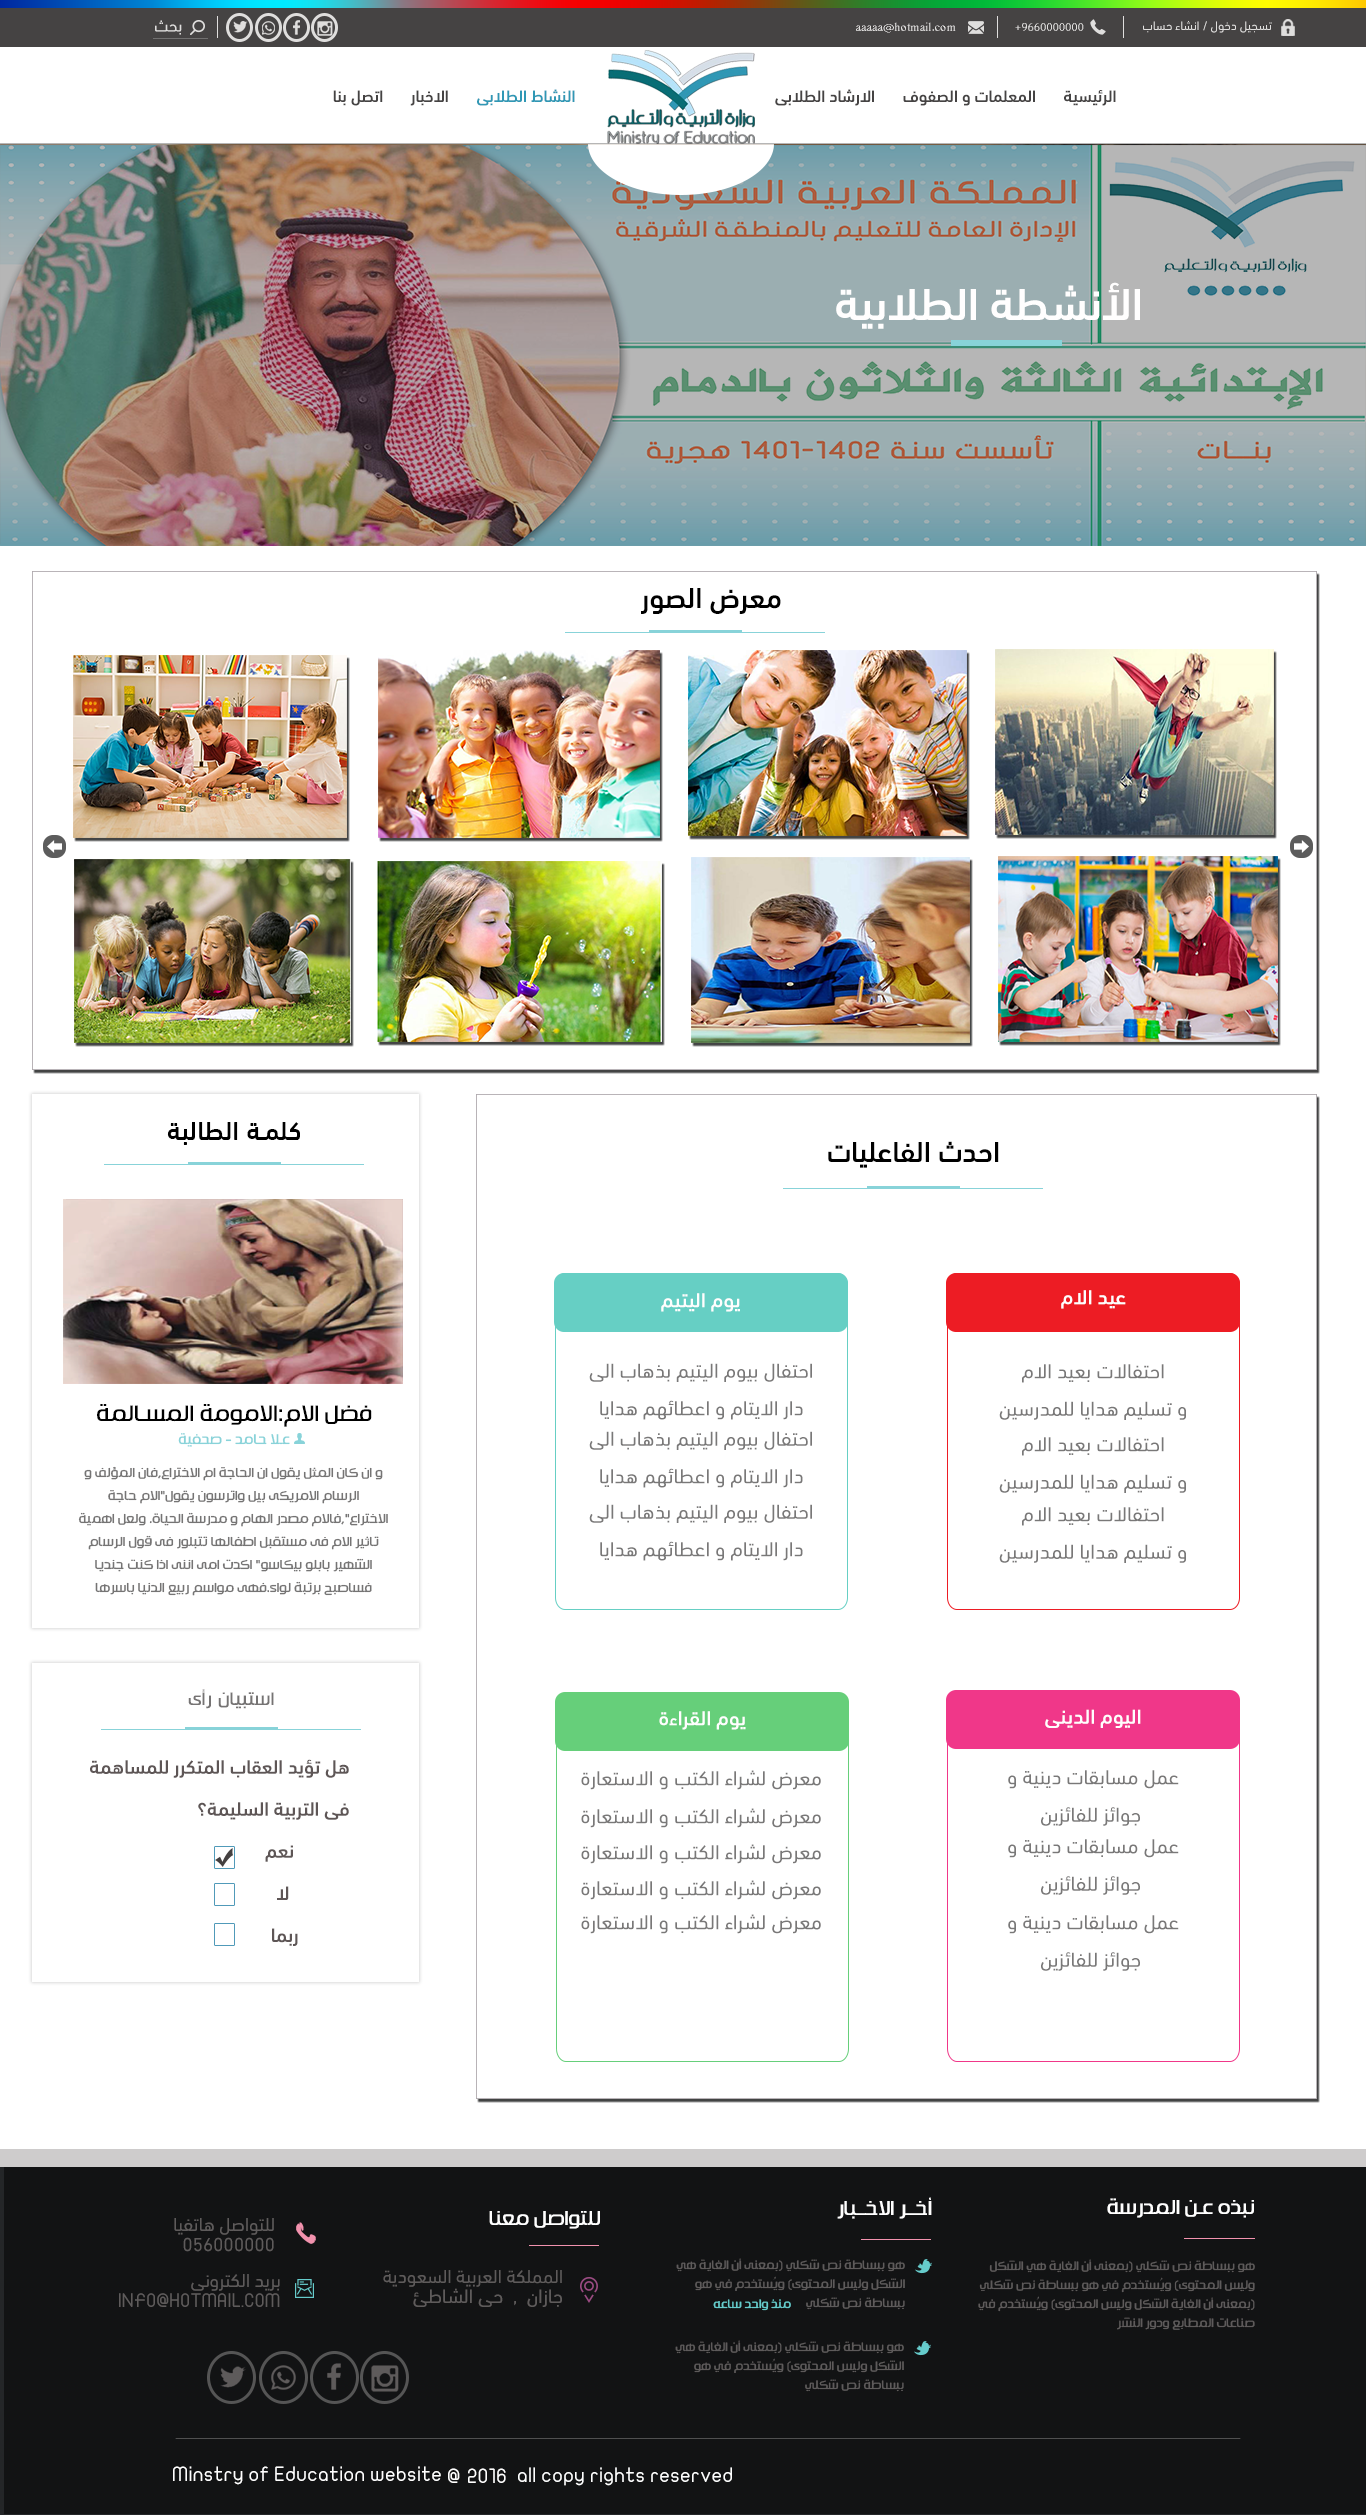 تسجيل دخول / انشاء حساب
+9660000000
aaaaa@hotmail.com
بحث
الرئيسية
المعلمات و الصفوف
الارشاد الطلابى
وزارة التربية والتعليم
Ministry of Education
النشاط الطلابى
الاخبار
اتصل بنا
المملكة العربية السعودية
الإدارة العامة للتعليم بالمنطقة الشرقية
وزارة التربية والتعليم
الأنشطة الطلابية
الإبتدائية الثالثة والثلاثون بالدمام
بنــات
تأسست سنة 1402-1401 هجرية
معرض الصور
احدث الفاعليات
عيد الام
احتفالات بعيد الام
و تسليم هدايا للمدرسين
احتفالات بعيد الام
و تسليم هدايا للمدرسين
احتفالات بعيد الام
و تسليم هدايا للمدرسين
يوم اليتيم
احتفال بيوم اليتيم بذهاب الى
دار الايتام و اعطائهم هدايا
احتفال بيوم اليتيم بذهاب الى
دار الايتام و اعطائهم هدايا
احتفال بيوم اليتيم بذهاب الى
دار الايتام و اعطائهم هدايا
اليوم الدينى
عمل مسابقات دينية و
جوائز للفائزين
عمل مسابقات دينية و
جوائز للفائزين
عمل مسابقات دينية و
جوائز للفائزين
يوم القراءة
معرض لشراء الكتب و الاستعارة
معرض لشراء الكتب و الاستعارة
معرض لشراء الكتب و الاستعارة
معرض لشراء الكتب و الاستعارة
معرض لشراء الكتب و الاستعارة
كلمة الطالبة
فضل الام:الامومة المسالمة
علا حامد - صحفية
و ان كان المثل يقول ان الحاجة ام الاختراع,فان المؤلف و
الرسام الامريكى بيل واترسون يقول"الام حاجة
الاختراع",فالام مصدر الهام و مدرسة الحياة. ولعل اهمية
تاثير الام فى مستقبل اطفالها تتبلور فى قول الرسام
الشهير بابلو بيكاسو" اكدت امى اننى اذا كنت جنديا
فساصبح برتبة لواء.فهى مواسم ربيع الدنيا باسرها
استبيان رأى
هل تؤيد العقاب المتكرر للمساهمة
فى التربية السليمة؟
نعم
لا
ربما
نبذه عن المدرسة
هو ببساطة نص شكلي (بمعنى أن الغاية هي الشكل
وليس المحتوى) ويُستخدم في هو ببساطة نص شكلي
(بمعنى أن الغاية الشكل وليس المحتوى) ويُستخدم في
صناعات المطابع ودور النشر
أخــر الاخــبار
هو ببساطة نص شكلي (بمعنى أن الغاية هي
الشكل وليس المحتوى) ويُستخدم في هو
ببساطة نص شكلي منذ واحد ساعه
هو ببساطة نص شكلي (بمعنى أن الغاية هي
الشكل وليس المحتوى) ويُستخدم في هو
ببساطة نص شكلي
للتواصل معنا
المملكة العربية السعودية
جازان , حى الشاطئ
للتواصل هاتفيا
056000000
بريد الكتروني
INFO@HOTMAIL.COM
Minstry of Education website @ 2016 all copy rights reserved